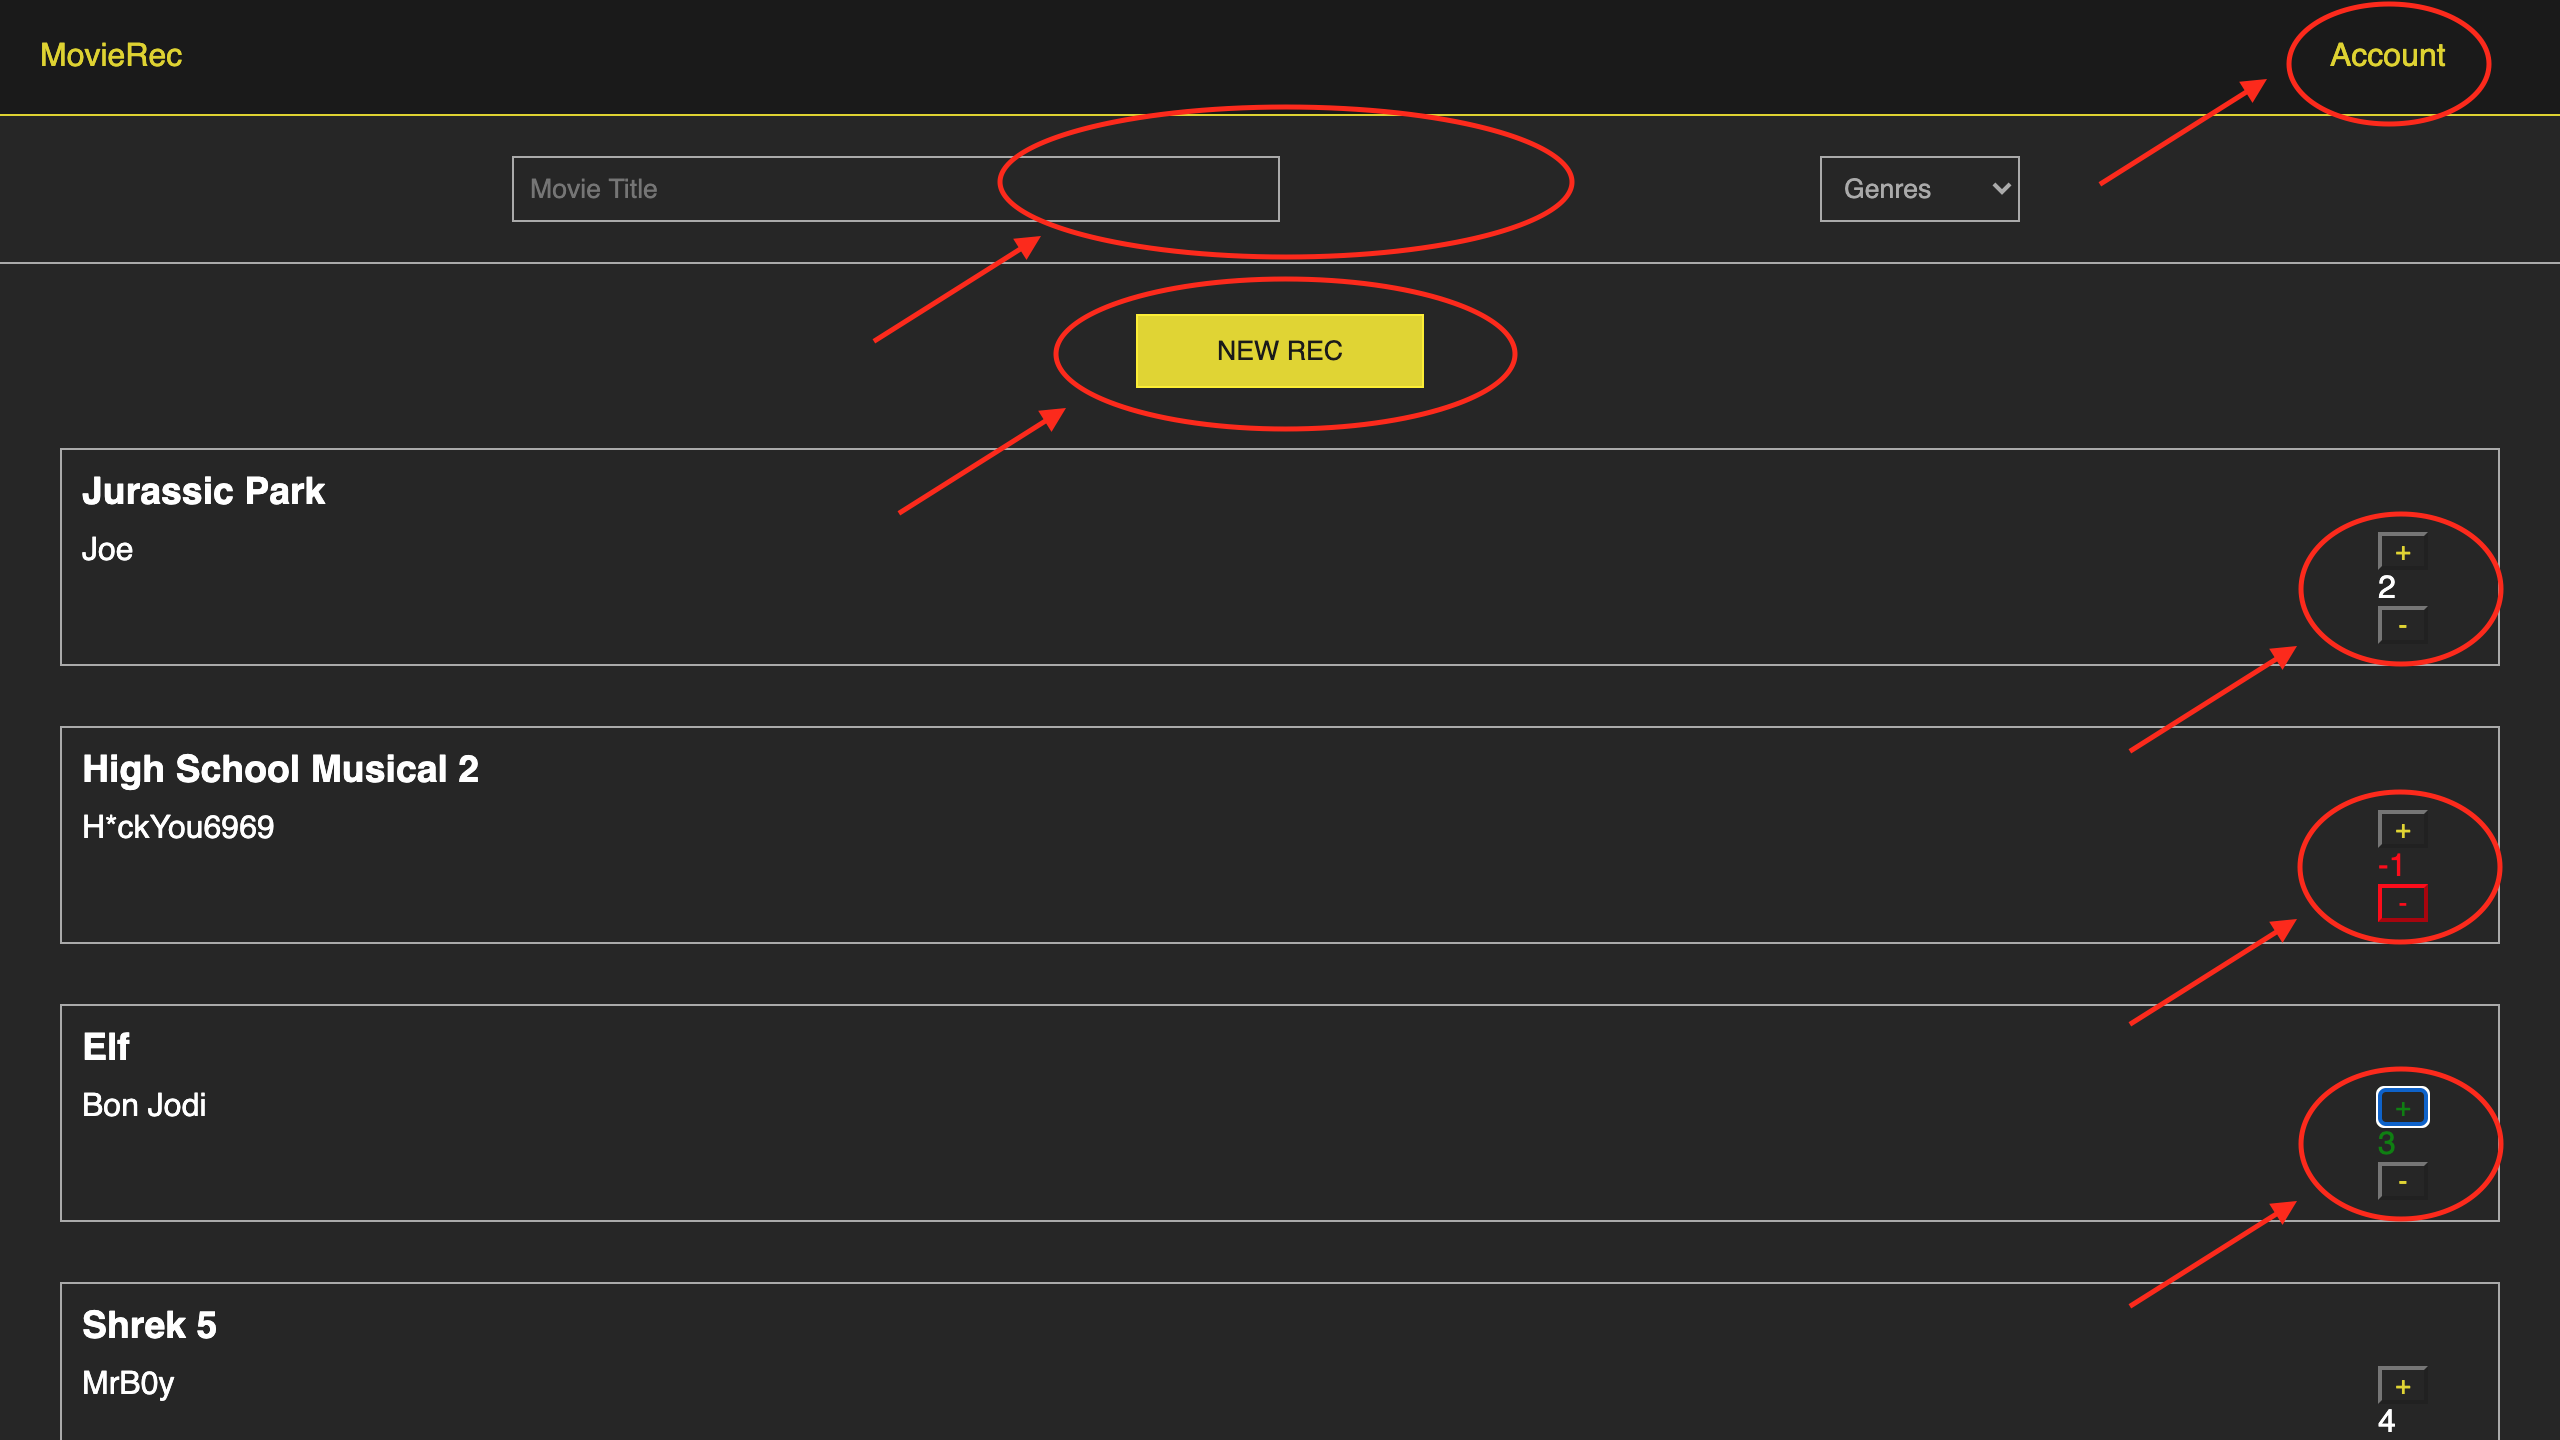 MovieRec Account
Movie Title Genres
NEW REC
Jurassic Park
Joe
+
2
-
High School Musical 2
H*ckYou6969
+
-1
-
Elf
Bon Jodi
+
3
-
Shrek 5
MrB0y
+
4